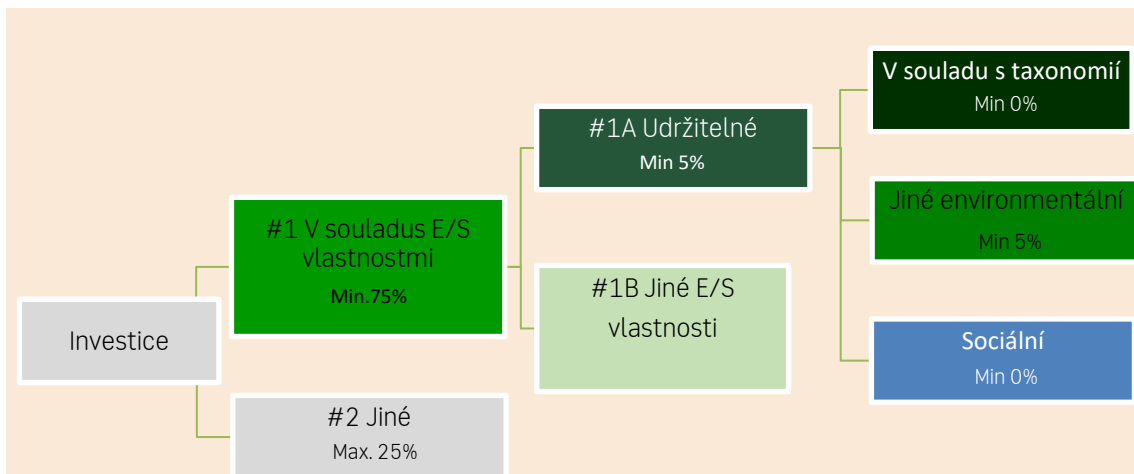 V souladu s taxonomií
Min 0%
#1A Udržitelné
Min 5%
Jiné environmentální
Min 5%
#1 V souladus E/S
vlastnostmi
Min.75%
#1B Jiné E/S
vlastnosti
Investice
Sociální
Min 0%
#2 Jiné
Max. 25%